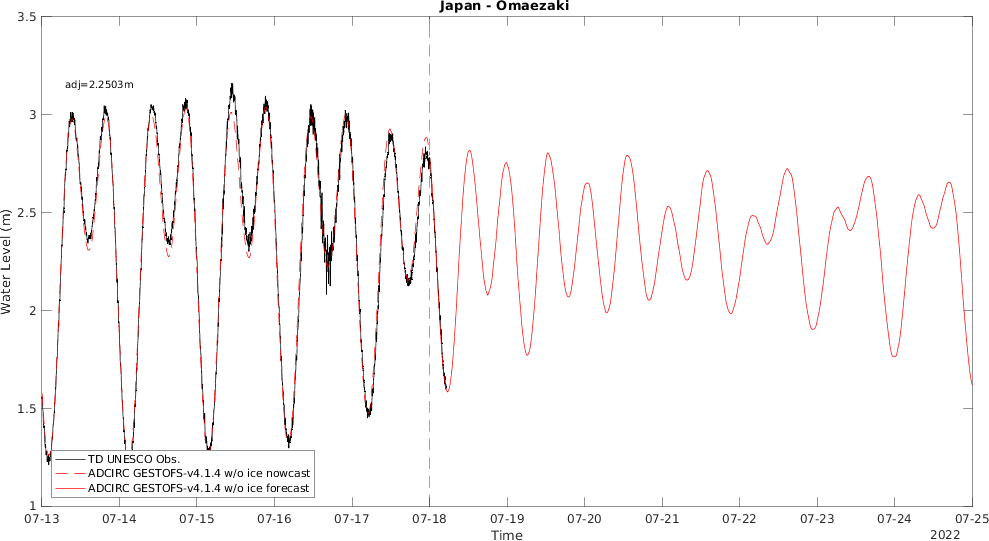 Japan - Omaezaki
3.5
adj=2.2503m
3
2.5
Water Level (m)
2
1.5
TD UNESCO Obs.
ADCIRC GESTOFS-v4.1.4 w/o ice nowcast
ADCIRC GESTOFS-v4.1.4 w/o ice forecast
1
07-13 07-14 07-15 07-16 07-17 07-18 07-19 07-20 07-21 07-22 07-23 07-24 07-25
Time
2022